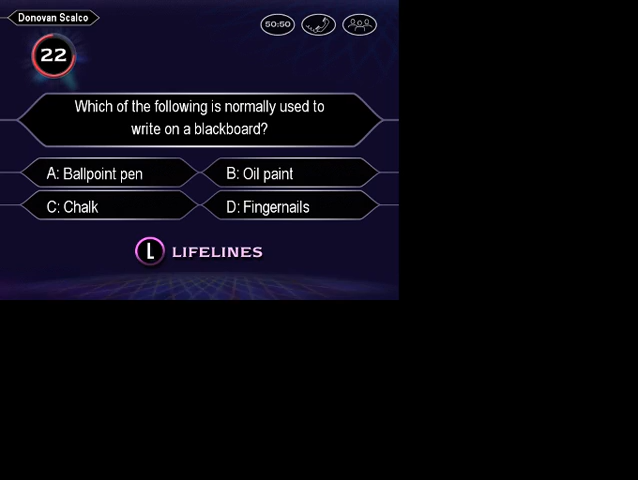 Donovan Scalco
50:50
22
Which of the following is normally used to
write on a blackboard?
A: Ballpoint pen
B: Oil paint
C: Chalk
D: Fingernails
L LIFELINES